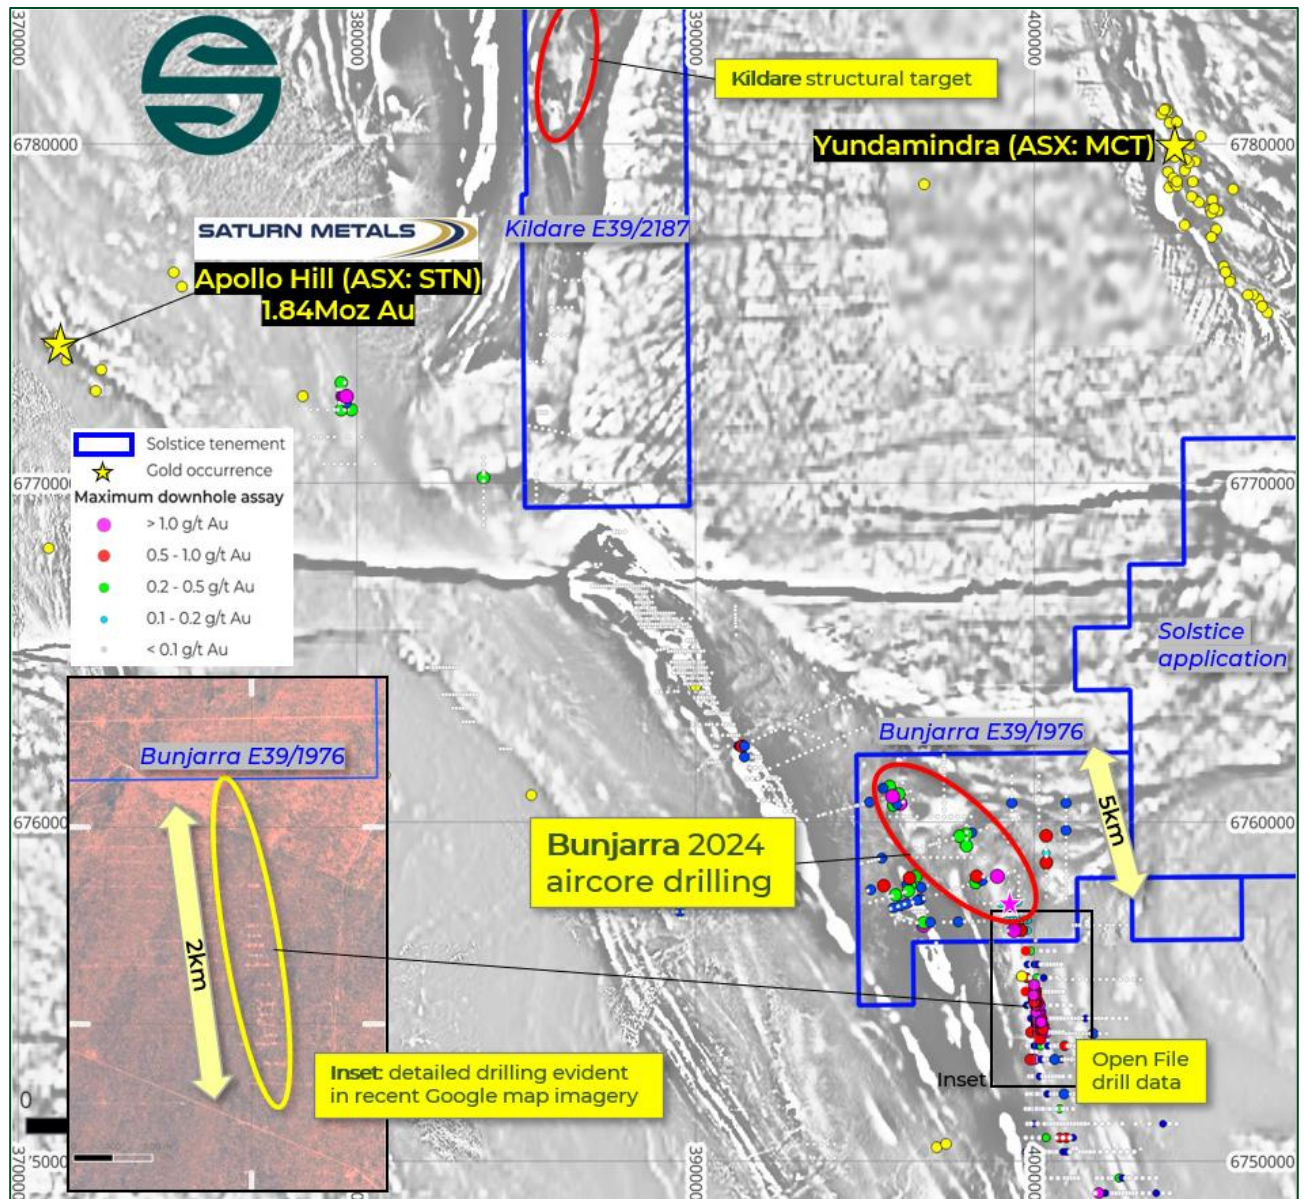 370000
380000
390000
400000
Kildare structural target
6780000
Yundamindra (ASX: MCT)
6780000
Kildare E39/2187
SATURN METALS
Apollo Hill (ASX: STN)
1.84Moz Au
Solstice tenement
Gold occurrence
Maximum downhole assay
> 1.0 g/t Au
0.5 - 1.0 g/t Au
0.2 - 0.5 g/t Au
0.1 - 0.2 g/t Au
< 0.1 g/t Au
6770000
6770000
Solstice
application
Bunjarra E39/1976
5km
Bunjarra E39/1976
6760000
6760000
Bunjarra 2024
aircore drilling
2km
Inset: detailed drilling evident
in recent Google map imagery
Inset
Open File
drill data
0
5000
6750000
370000
390000
400000